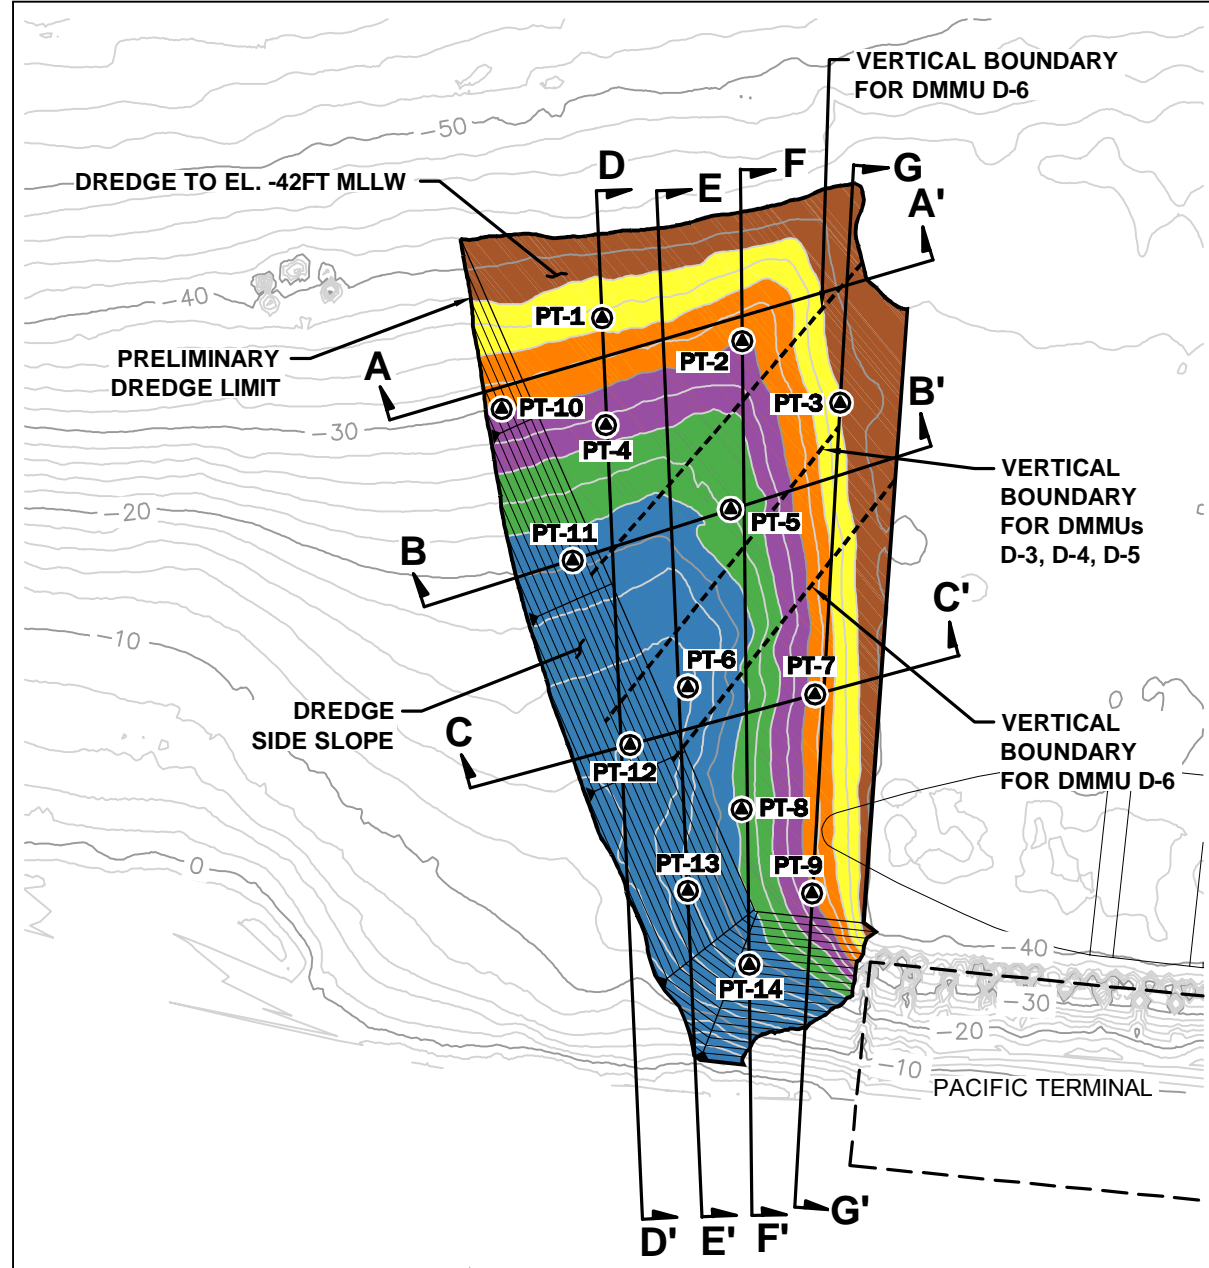 VERTICAL BOUNDARY
FOR DMMU D-6
-50
DREDGE TO EL. -42FT MLLW
D
E
F
G
A'
-40
PT-1
PRELIMINARY
DREDGE LIMIT
PT-2
A
PT-3
B'
PT-10
-30
PT-4
VERTICAL
BOUNDARY
FOR DMMUs
D-3, D-4, D-5
-20
PT-5
PT-11
B
C'
-10
PT-6
PT-7
DREDGE
SIDE SLOPE
C
VERTICAL
BOUNDARY
FOR DMMU D-6
PT-12
PT-8
0
PT-13
PT-9
-40
PT-14
-30
-20
-10
PACIFIC TERMINAL
D'
E'
F'
G'